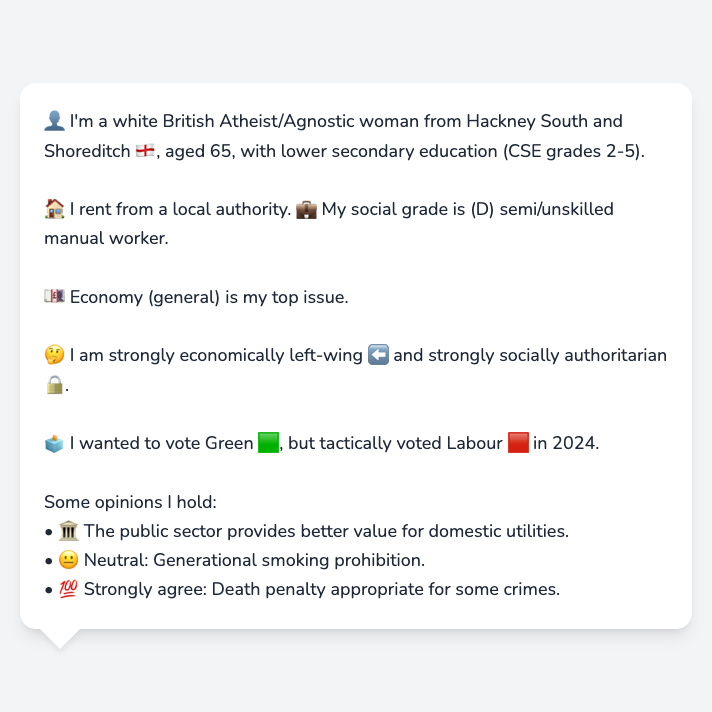 👤 I'm a white British Atheist/Agnostic woman from Hackney South and
Shoreditch 🏴󠁧󠁢󠁥󠁮󠁧󠁿, aged 65, with lower secondary education (CSE grades 2-5).
🏠 I rent from a local authority. 💼 My social grade is (D) semi/unskilled
manual worker.
💷 Economy (general) is my top issue.
🤔 I am strongly economically left-wing ⬅️ and strongly socially authoritarian
🔒.
🗳️ I wanted to vote Green 🟩, but tactically voted Labour 🟥 in 2024.
Some opinions I hold:
• 🏛️ The public sector provides better value for domestic utilities.
• 😐 Neutral: Generational smoking prohibition.
• 💯 Strongly agree: Death penalty appropriate for some crimes.